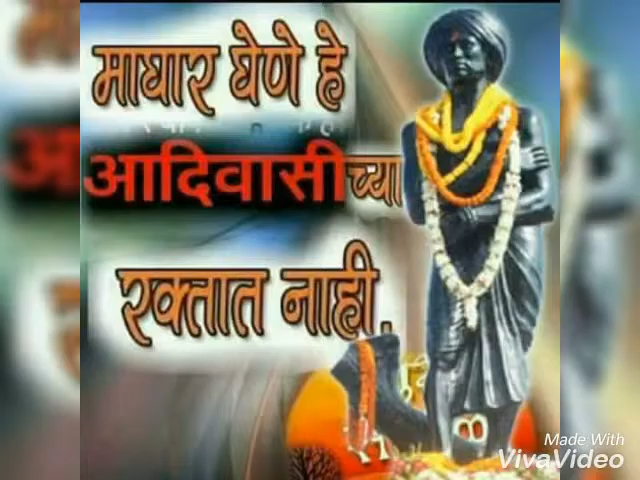 माघार घेणे हे
आदिवासीच्या
रक्तात नाही.
Made With
VivaVideo